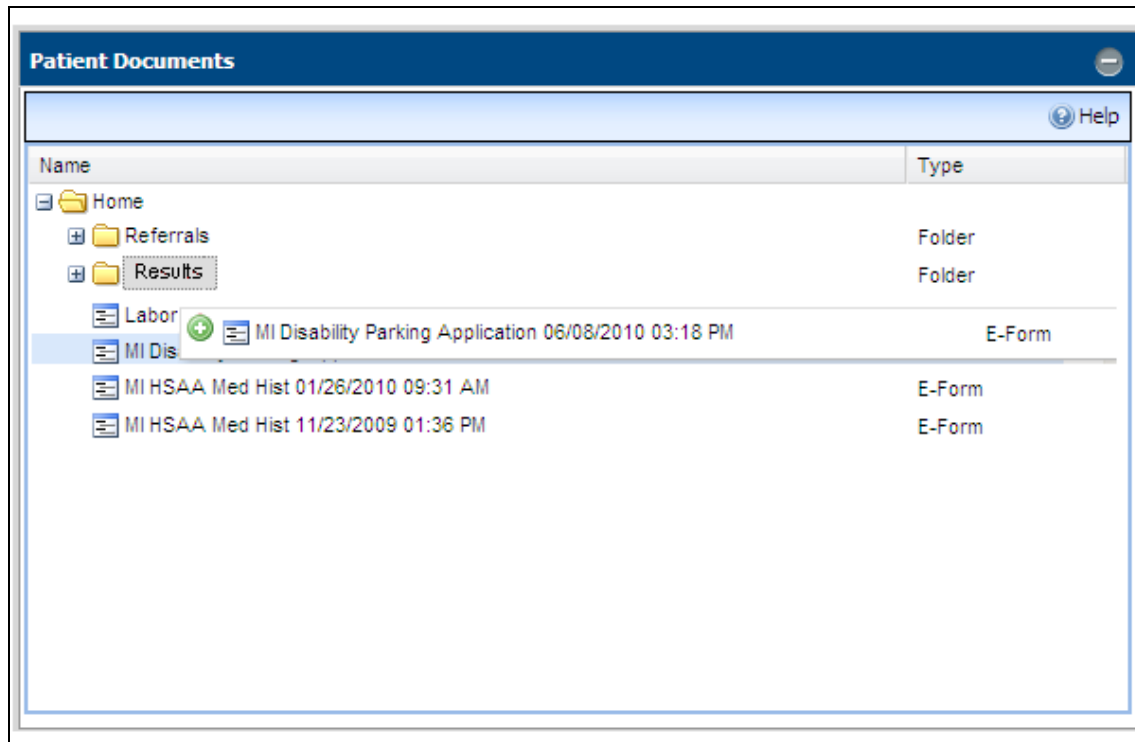 Patient Documents
Help
Name Type
Home
Referrals Folder
Results Folder
Labor
MI Disability Parking Application 06/08/2010 03:18 PM E-Form
MI Dis
MI HSAA Med Hist 01/26/2010 09:31 AM E-Form
MI HSAA Med Hist 11/23/2009 01:36 PM E-Form